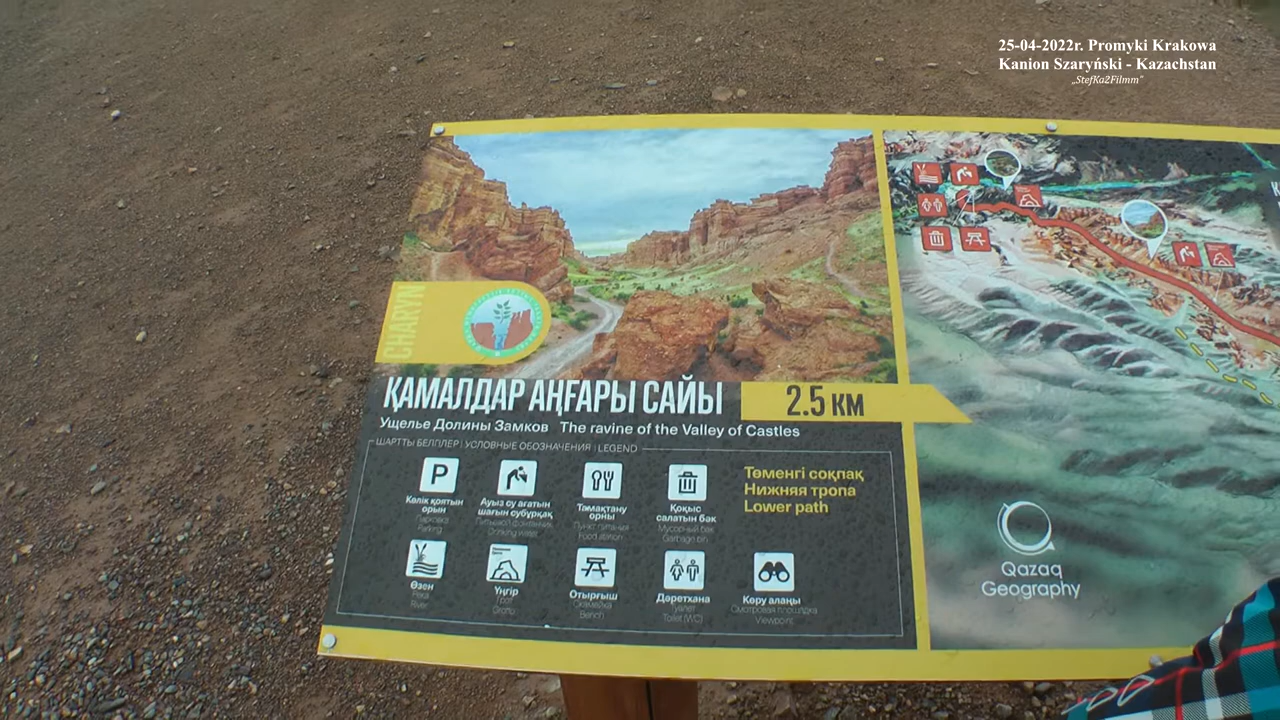 25-04-2022r. Promyki Krakowa
Kanion Szaryński - Kazachstan
„StefKa2Filmm”
CHARYN
ҚАМАЛДАР АҢҒАРЫ САЙЫ
2.5 КМ
Ущелье Долины Замков The ravine of the Valley of Castles
ШАРТТЫ БЕЛГІЛЕР | УСЛОВНЫЕ ОБОЗНАЧЕНИЯ | LEGEND
P
Көлік қоятын
орын
Парковка
Parking
Ауыз су ағатын
шағын субұрқақ
Питьевой фонтанчик
Drinking water
Тамақтану
орны
Пункт питания
Food station
Қоқыс
салатын бак
Мусорный бак
Garbage bin
Төменгі соқпақ
Нижняя тропа
Lower path
Өзен
Река
River
Үңгір
Грот
Grotto
Отырғыш
Скамейка
Bench
Дәретхана
Туалет
Toilet (WC)
Көру алаңы
Смотровая площадка
Viewpoint
Qazaq
Geography